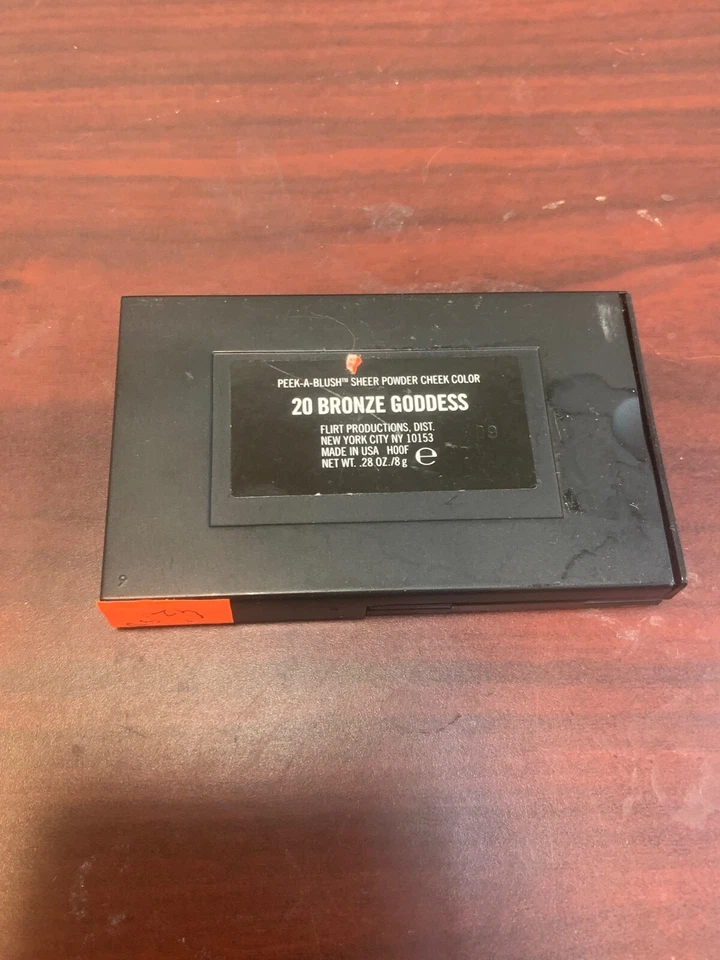 PEEK-A-BLUSH™ SHEER POWDER CHEEK COLOR
20 BRONZE GODDESS
FLIRT PRODUCTIONS, DIST.
NEW YORK CITY NY 10153
MADE IN USA H00F
NET WT. .28 OZ./8 g ℮
9